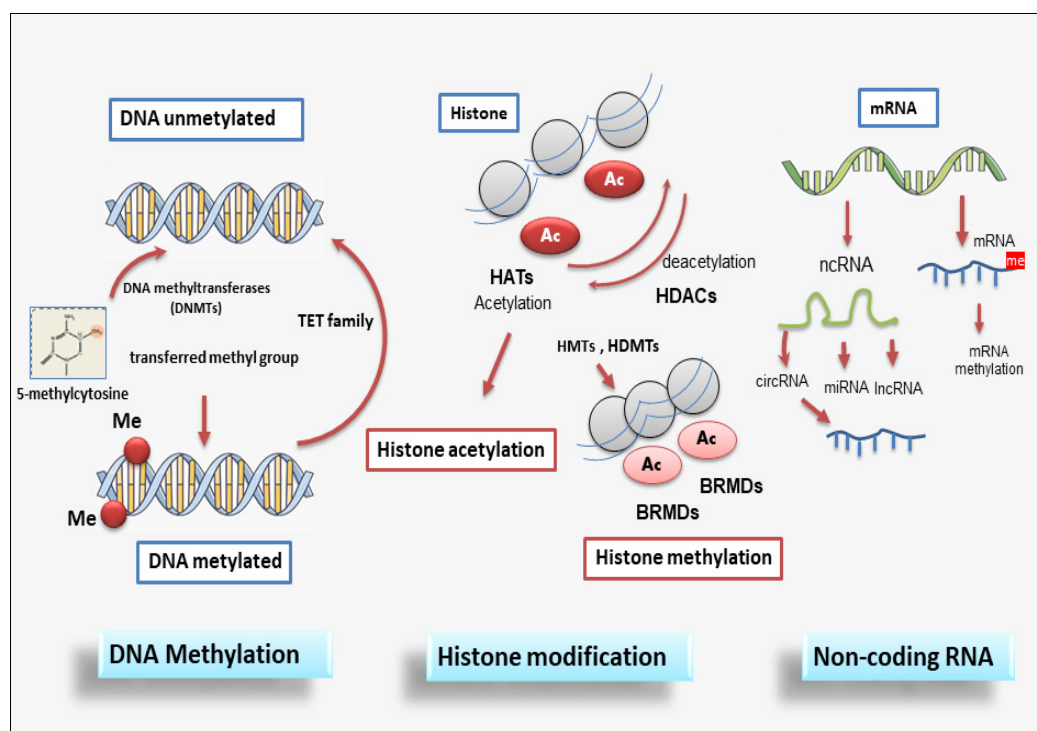 DNA unmetylated
DNA methyltransferases
(DNMTs)
TET family
transferred methyl group
5-methylcytosine
Me
Me
DNA metylated
DNA Methylation
Histone
Ac
Ac
HATs
Acetylation
deacetylation
HDACs
HMTs , HDMTs
Histone acetylation
Ac
Ac
BRMDs
BRMDs
Histone methylation
Histone modification
mRNA
ncRNA
mRNA
me
mRNA
methylation
circRNA
miRNA
lncRNA
Non-coding RNA